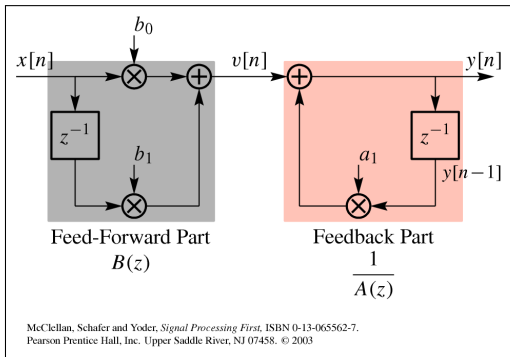 b₀
x[n] v[n] y[n]
z⁻¹ z⁻¹
b₁ a₁
y[n−1]
Feed-Forward Part Feedback Part
B(z) 1
A(z)
McClellan, Schafer and Yoder, Signal Processing First, ISBN 0-13-065562-7.
Pearson Prentice Hall, Inc. Upper Saddle River, NJ 07458. © 2003